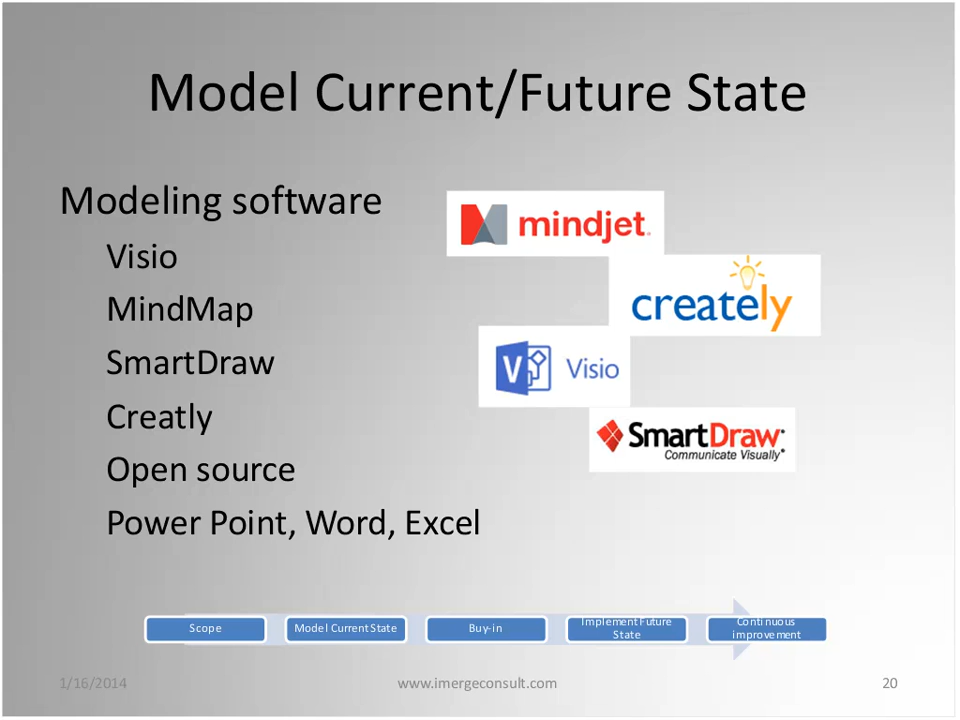 Model Current/Future State
Modeling software
Visio
MindMap
SmartDraw
Creatly
Open source
Power Point, Word, Excel
mindjet
creately
V Visio
SmartDraw
Communicate Visually
Scope
Model Current State
Buy-in
Implement Future
State
Continuous
improvement
1/16/2014
www.imergeconsult.com
20